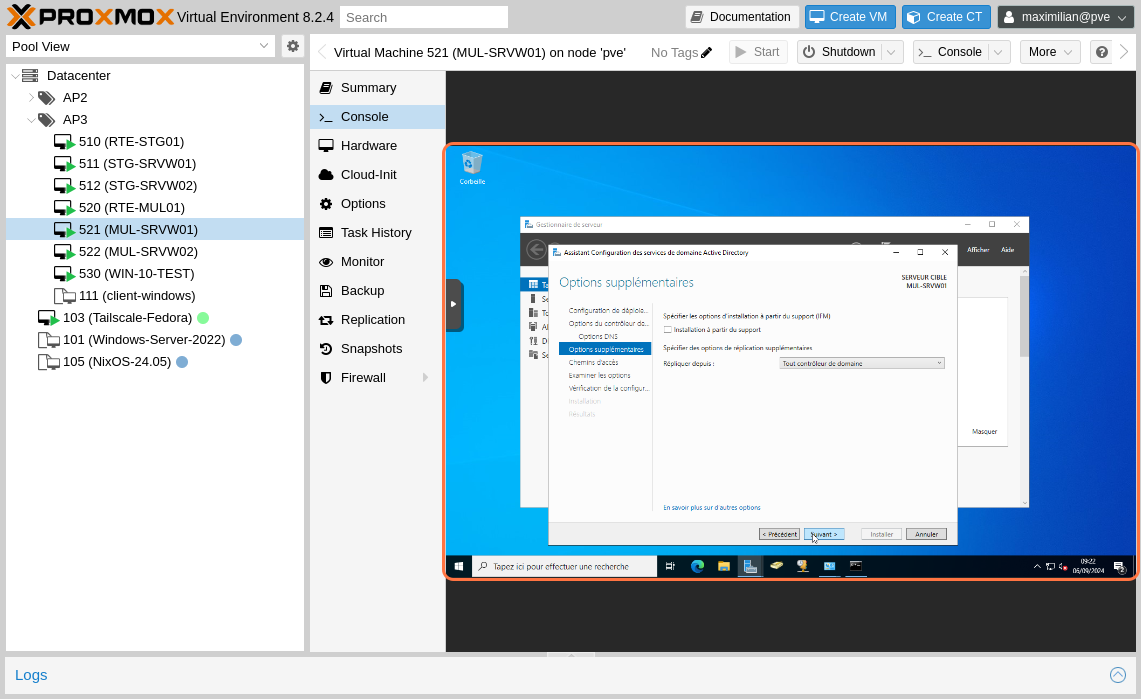 PROXMOX Virtual Environment 8.2.4 Search Documentation Create VM Create CT maximilian@pve
Pool View
Datacenter
AP2
AP3
510 (RTE-STG01)
511 (STG-SRVW01)
512 (STG-SRVW02)
520 (RTE-MUL01)
521 (MUL-SRVW01)
522 (MUL-SRVW02)
530 (WIN-10-TEST)
111 (client-windows)
103 (Tailscale-Fedora)
101 (Windows-Server-2022)
105 (NixOS-24.05)
Virtual Machine 521 (MUL-SRVW01) on node 'pve' No Tags Start Shutdown Console More
Summary
Console
Hardware
Cloud-Init
Options
Task History
Monitor
Backup
Replication
Snapshots
Firewall
Corbeille
Gestionnaire de serveur
Afficher Aide
Assistant Configuration des services de domaine Active Directory
Options supplémentaires
SERVEUR CIBLE
MUL-SRVW01
Configuration de déploie...
Options du contrôleur de...
Options DNS
Options supplémentaires
Chemins d'accès
Examiner les options
Vérification de la configur...
Installation
Résultats
Spécifier les options d'installation à partir du support (IFM)
Installation à partir du support
Spécifier des options de réplication supplémentaires
Répliquer depuis : Tout contrôleur de domaine
Masquer
En savoir plus sur d'autres options
< Précédent Suivant > Installer Annuler
Tapez ici pour effectuer une recherche
09:22
06/09/2024
2
Logs